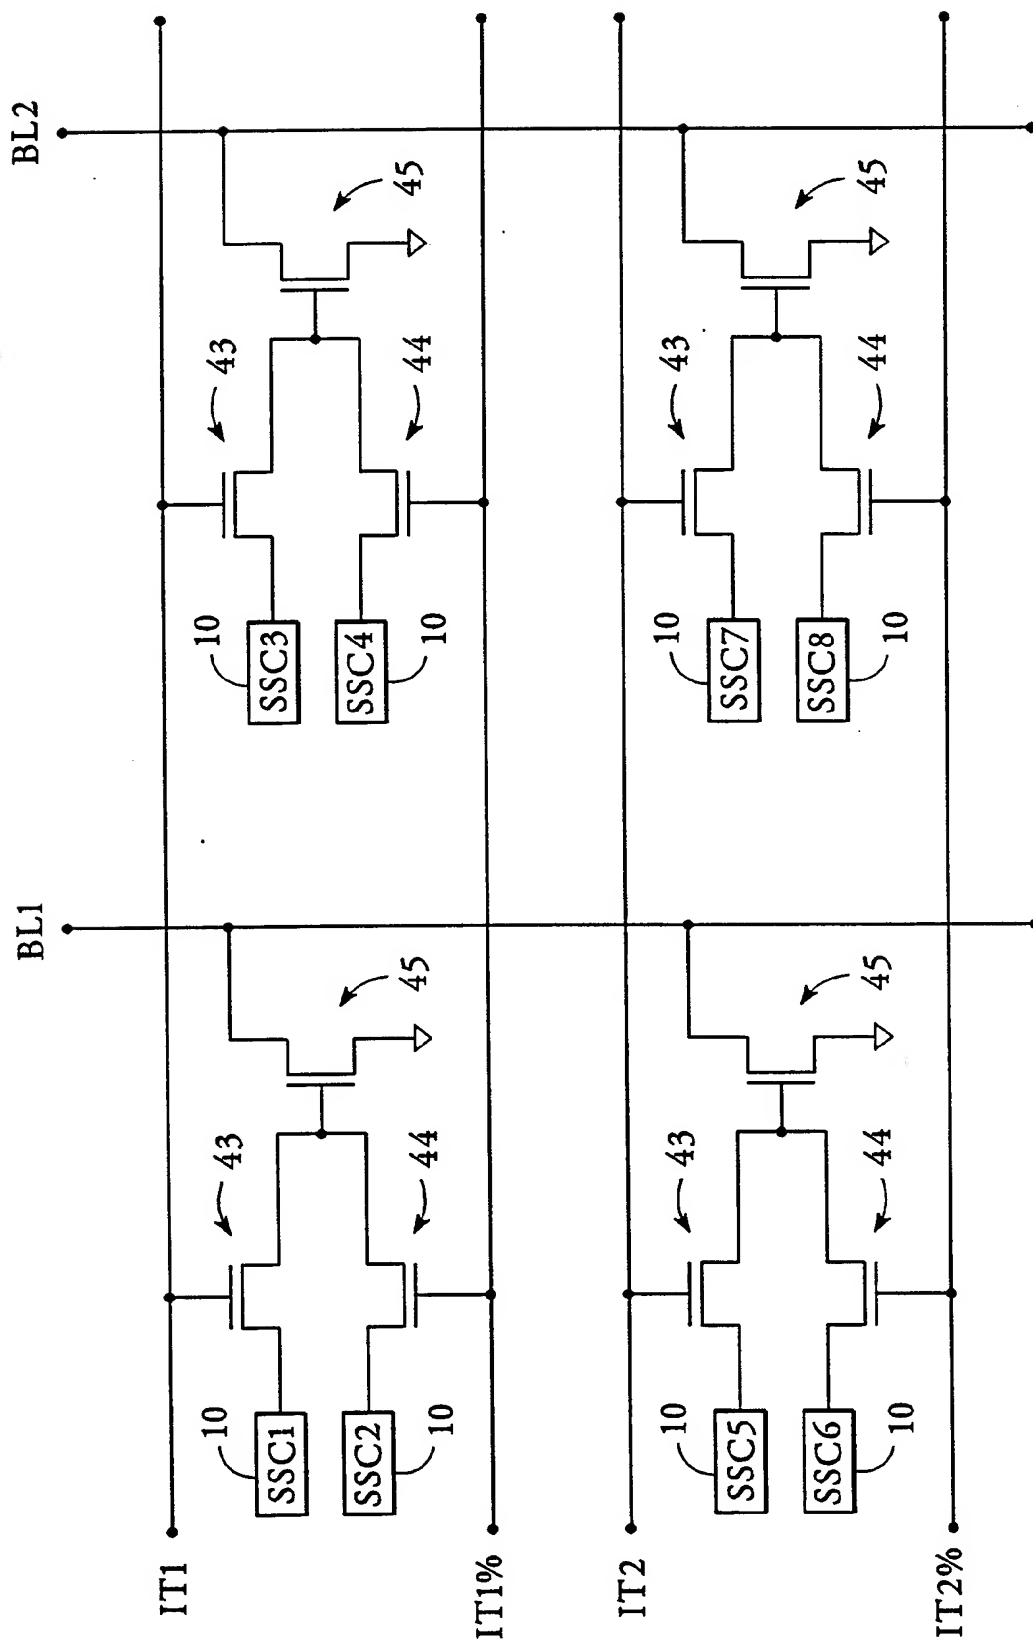 BL1 BL2
IT1
10 43 10 43
SSC1 SSC3
SSC2 SSC4
10 44 45 10 44 45
IT1%
IT2
10 43 10 43
SSC5 SSC7
SSC6 SSC8
10 44 45 10 44 45
IT2%